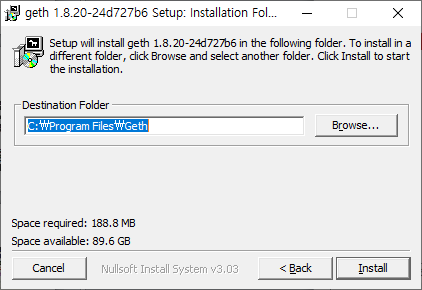 geth 1.8.20-24d727b6 Setup: Installation Fol...
Setup will install geth 1.8.20-24d727b6 in the following folder. To install in a
different folder, click Browse and select another folder. Click Install to start
the installation.
Destination Folder
C:₩Program Files₩Geth
Browse...
Space required: 188.8 MB
Space available: 89.6 GB
Cancel
Nullsoft Install System v3.03
< Back
Install